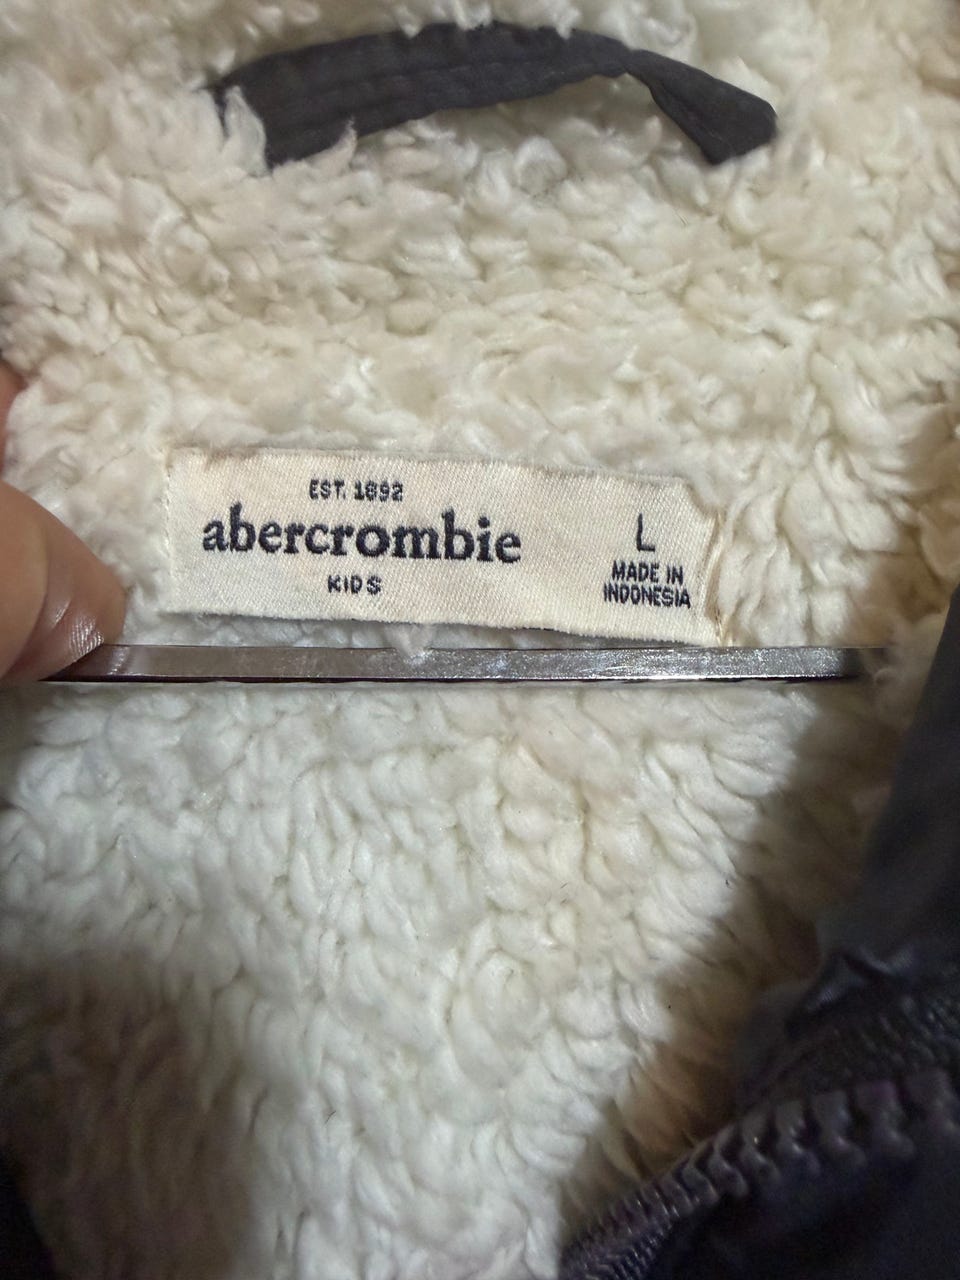 EST. 1892
abercrombie
KIDS
L
MADE IN
INDONESIA